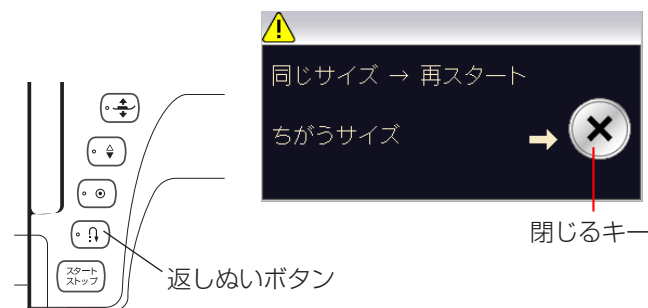 同じサイズ → 再スタート
ちがうサイズ
閉じるキー
返しぬいボタン
スタート
ストップ